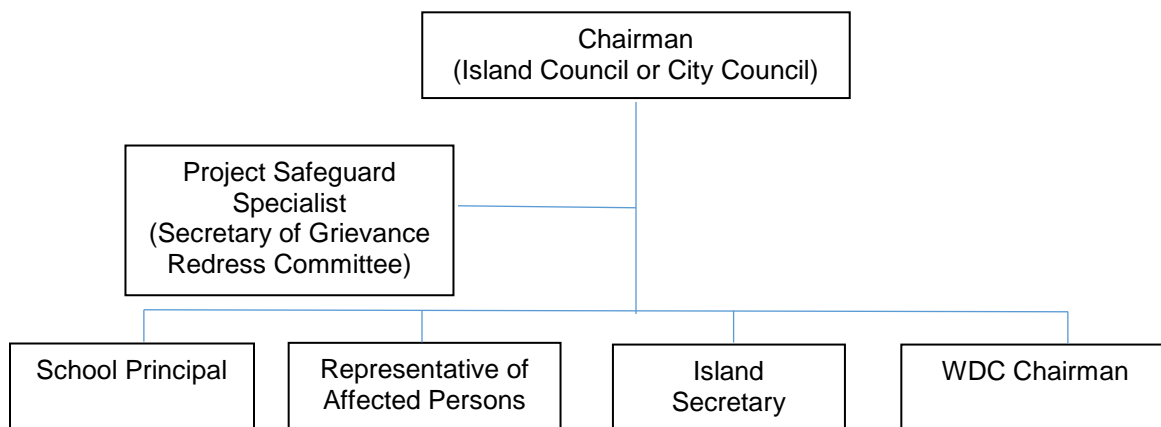 Chairman
(Island Council or City Council)
Project Safeguard
Specialist
(Secretary of Grievance
Redress Committee)
School Principal
Representative of
Affected Persons
Island
Secretary
WDC Chairman